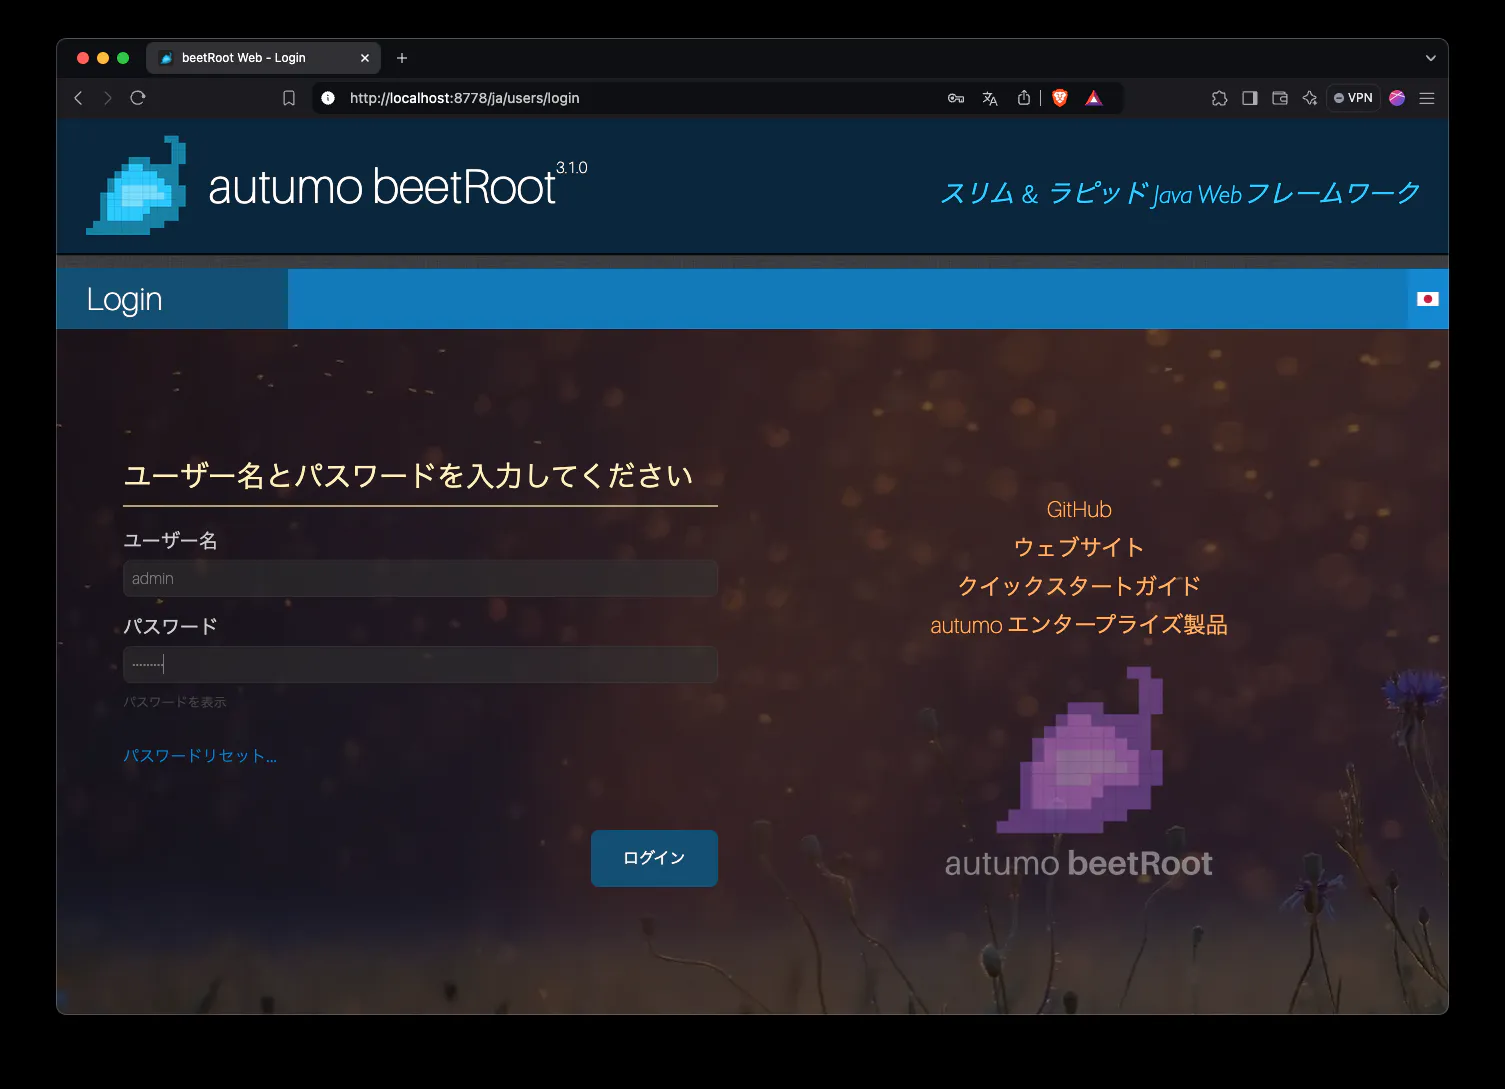 beetRoot Web - Login
http://localhost:8778/ja/users/login
VPN
autumo beetRoot 3.1.0
スリム & ラピッド Java Web フレームワーク
Login
ユーザー名とパスワードを入力してください
ユーザー名
admin
パスワード
パスワードを表示
パスワードリセット...
ログイン
GitHub
ウェブサイト
クイックスタートガイド
autumo エンタープライズ製品
autumo beetRoot